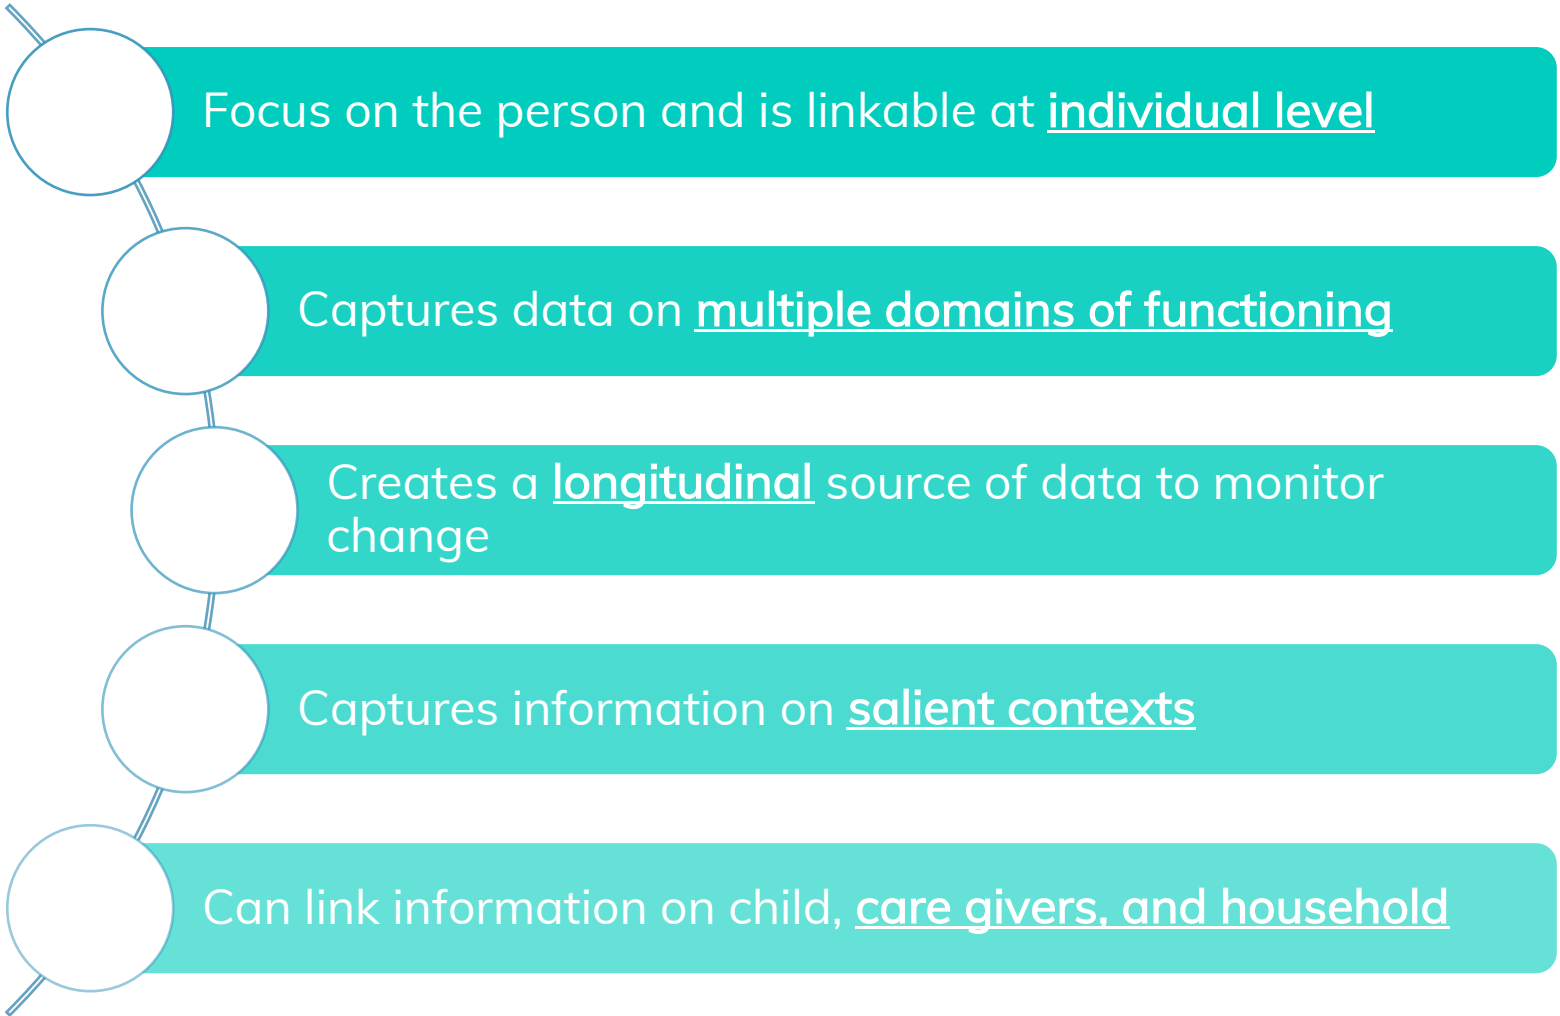 Focus on the person and is linkable at individual level
Captures data on multiple domains of functioning
Creates a longitudinal source of data to monitor
change
Captures information on salient contexts
Can link information on child, care givers, and household